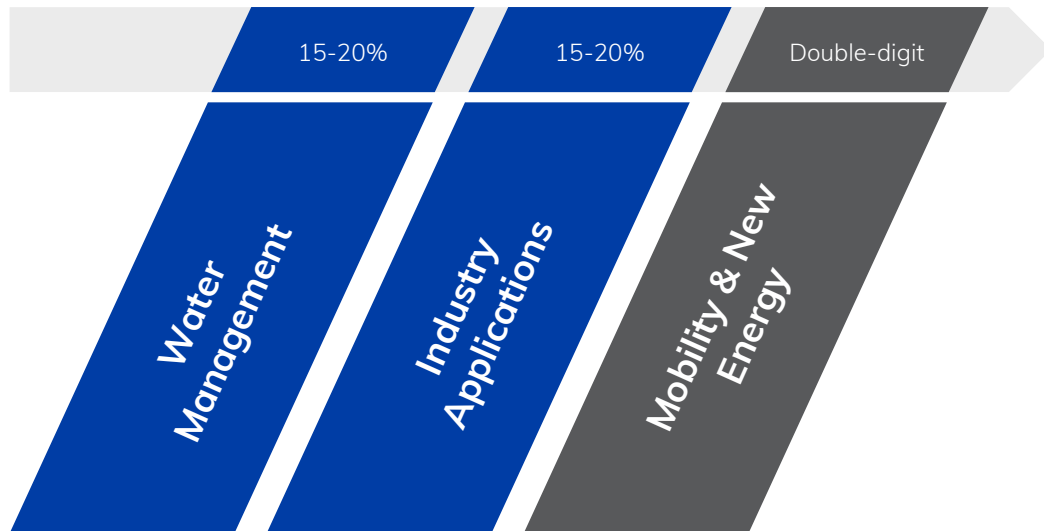 15-20%
15-20%
Double-digit
Water
Management
Industry
Applications
Mobility & New
Energy